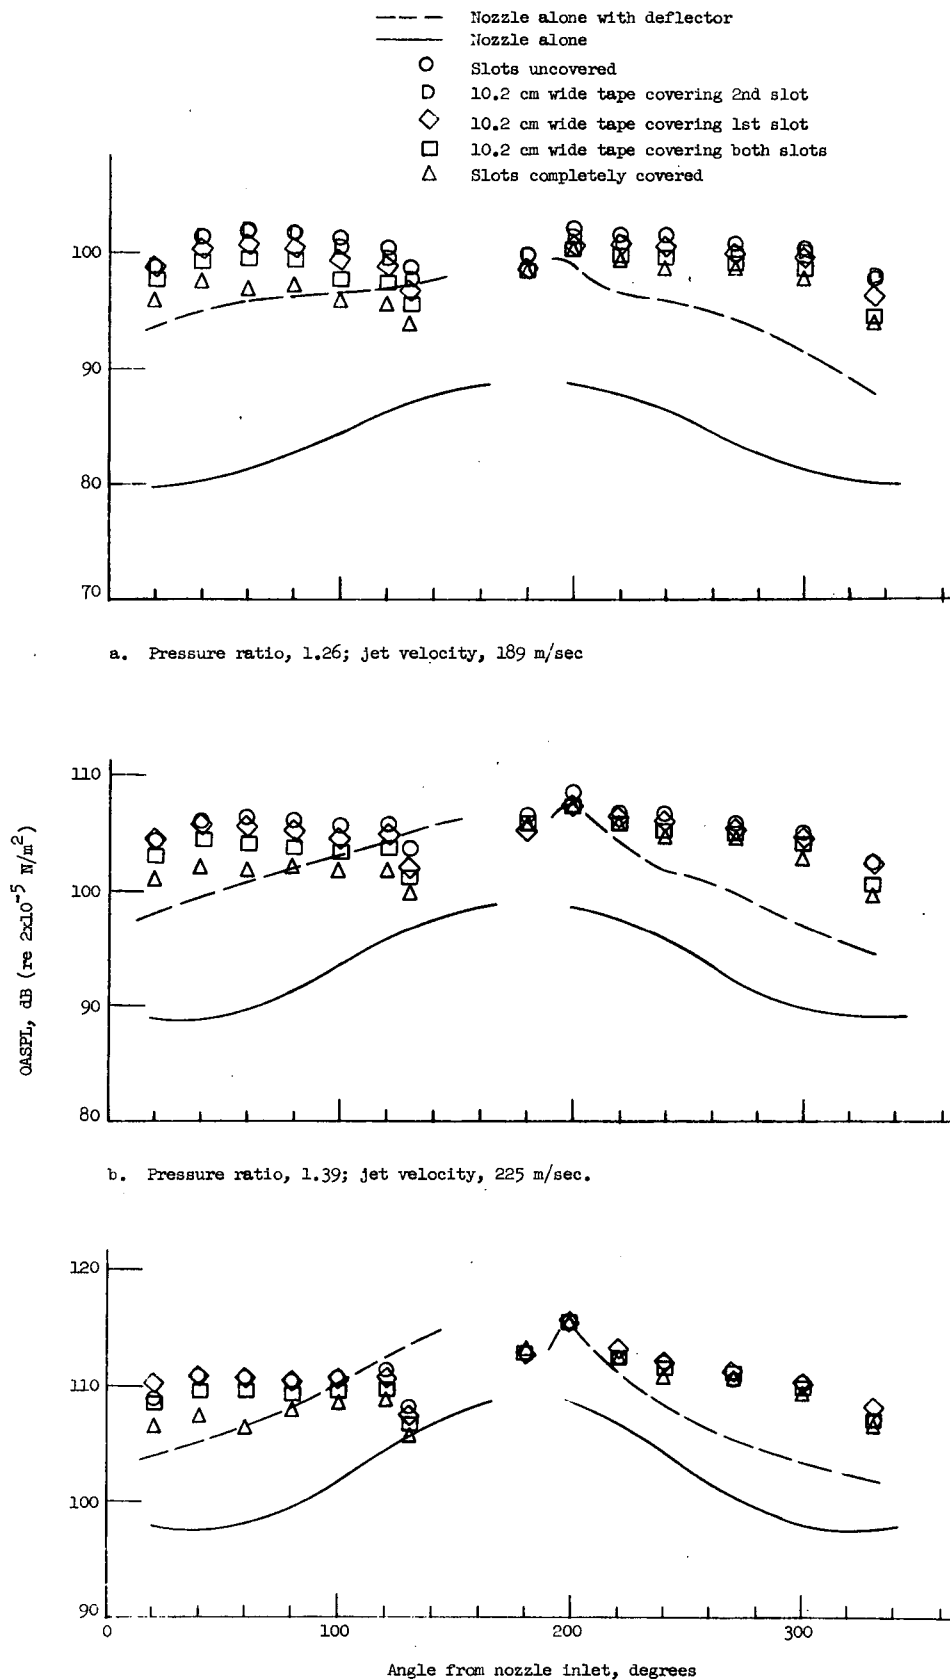 Nozzle alone with deflector
Nozzle alone
Slots uncovered
10.2 cm wide tape covering 2nd slot
10.2 cm wide tape covering 1st slot
10.2 cm wide tape covering both slots
Slots completely covered
100
90
80
70
a. Pressure ratio, 1.26; jet velocity, 189 m/sec
OASPL, dB (re 2x10⁻⁵ N/m²)
110
100
90
80
b. Pressure ratio, 1.39; jet velocity, 225 m/sec.
120
110
100
90
0 100 200 300
Angle from nozzle inlet, degrees